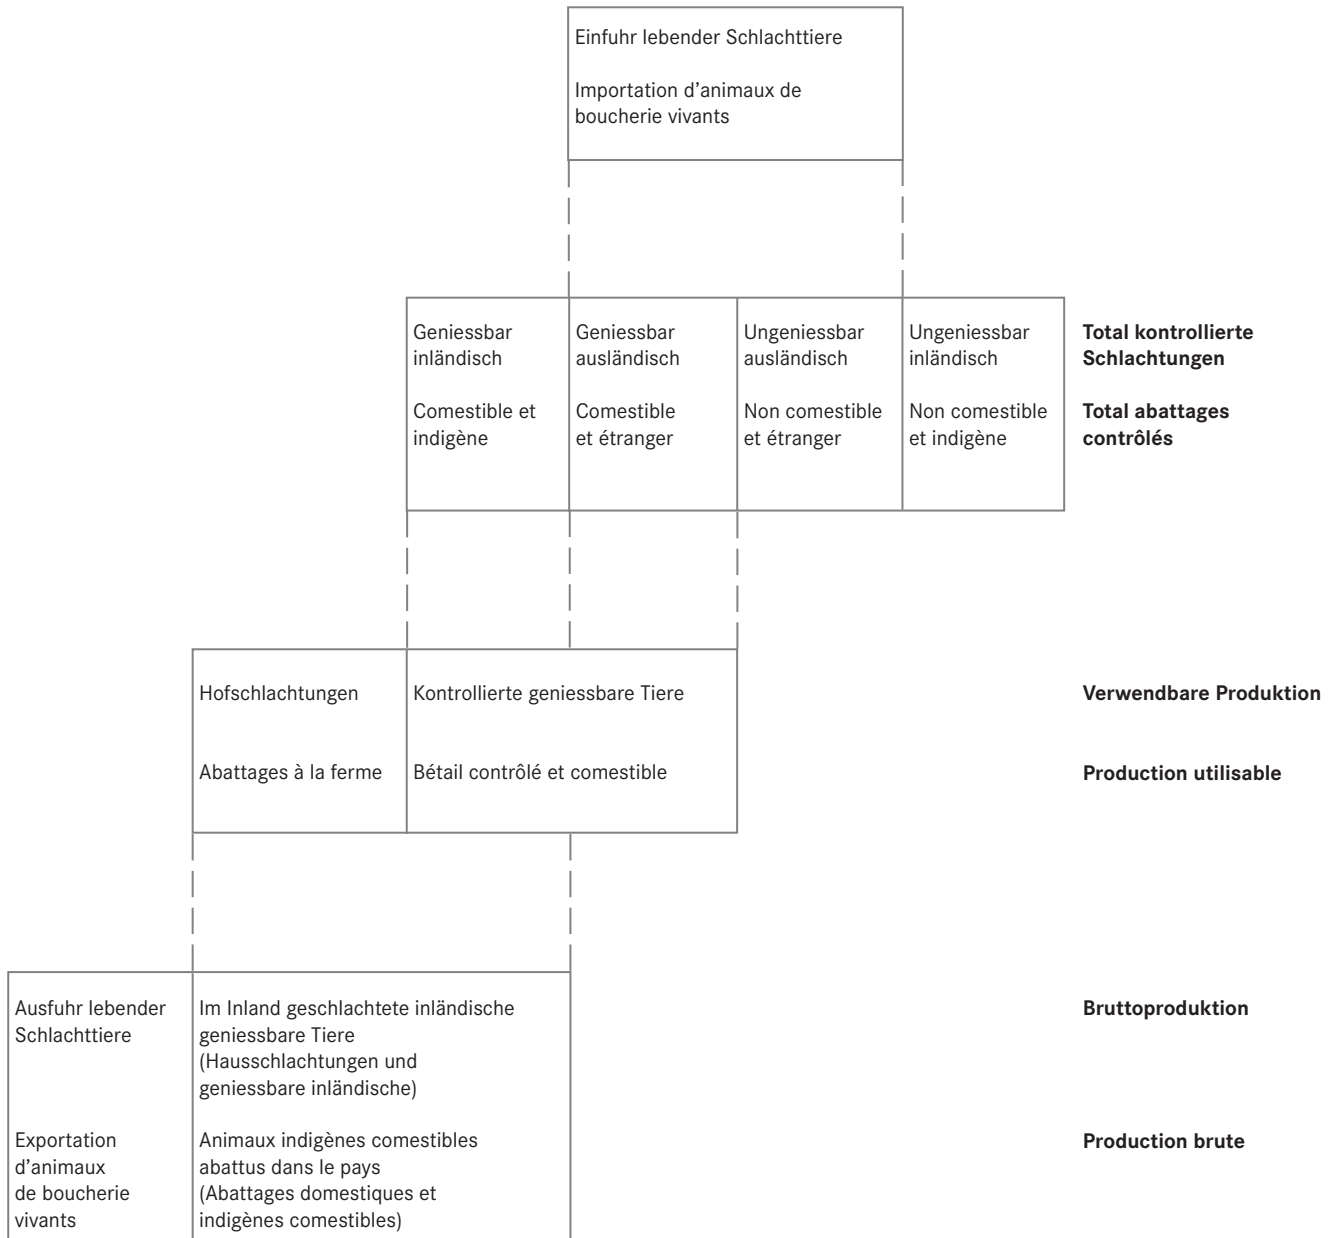 Einfuhr lebender Schlachttiere
Importation d’animaux de
boucherie vivants
Geniessbar
inländisch
Comestible et
indigène
Geniessbar
ausländisch
Comestible
et étranger
Ungeniessbar
ausländisch
Non comestible
et étranger
Ungeniessbar
inländisch
Non comestible
et indigène
Total kontrollierte
Schlachtungen
Total abattages
contrôlés
Hofschlachtungen
Abattages à la ferme
Kontrollierte geniessbare Tiere
Bétail contrôlé et comestible
Verwendbare Produktion
Production utilisable
Ausfuhr lebender
Schlachttiere
Exportation
d’animaux
de boucherie
vivants
Im Inland geschlachtete inländische
geniessbare Tiere
(Hausschlachtungen und
geniessbare inländische)
Animaux indigènes comestibles
abattus dans le pays
(Abattages domestiques et
indigènes comestibles)
Bruttoproduktion
Production brute